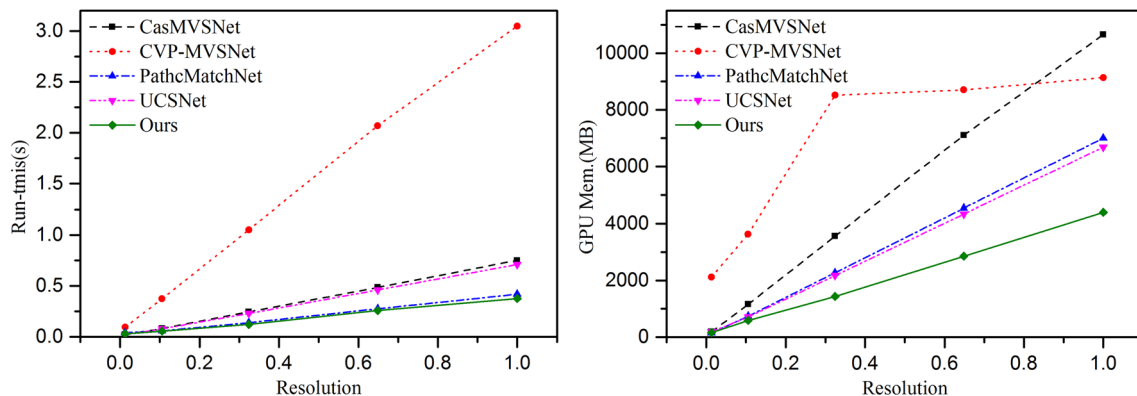 Run-tmis(s)
3.0
2.5
2.0
1.5
1.0
0.5
0.0
CasMVSNet
CVP-MVSNet
PathcMatchNet
UCSNet
Ours
0.0 0.2 0.4 0.6 0.8 1.0
Resolution
GPU Mem.(MB)
10000
8000
6000
4000
2000
0
CasMVSNet
CVP-MVSNet
PathcMatchNet
UCSNet
Ours
0.0 0.2 0.4 0.6 0.8 1.0
Resolution